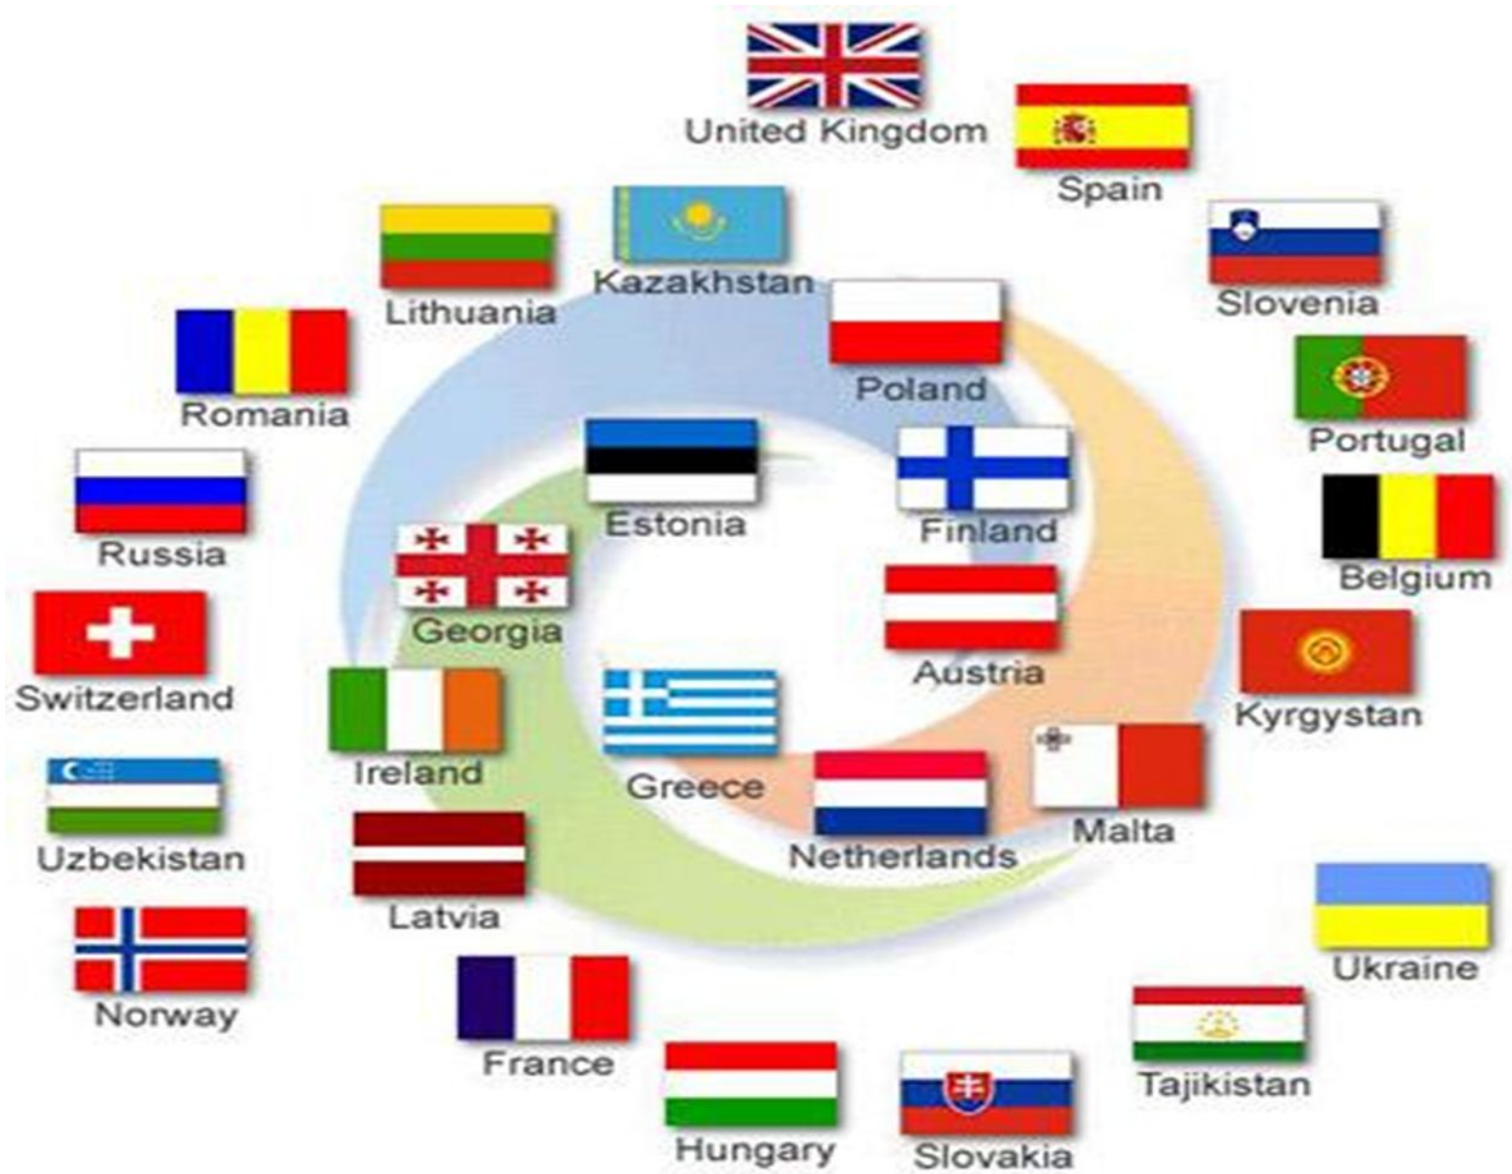 United Kingdom
Spain
Slovenia
Kazakhstan
Lithuania
Poland
Romania
Portugal
Estonia
Finland
Russia
Belgium
Georgia
Austria
Switzerland
Kyrgystan
Ireland
Greece
Malta
Netherlands
Uzbekistan
Latvia
Ukraine
Norway
France
Tajikistan
Hungary
Slovakia